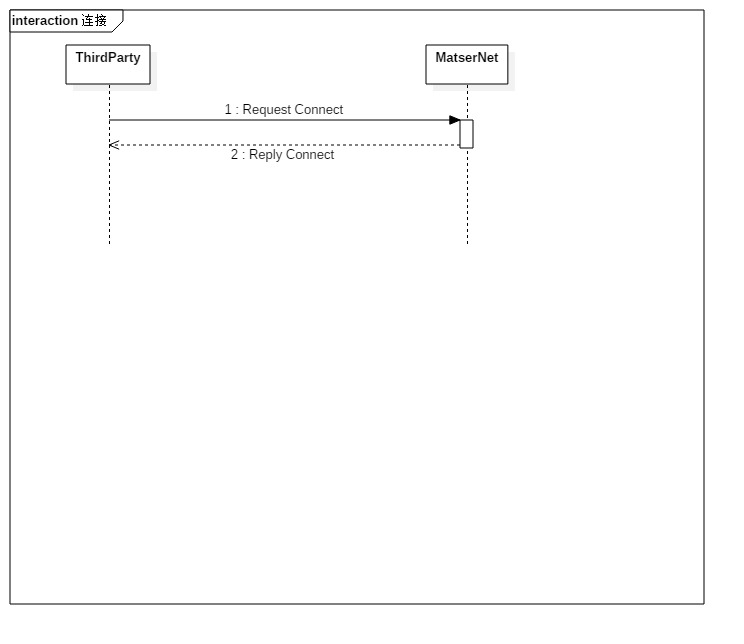 interaction 连接
ThirdParty
MatserNet
1 : Request Connect
2 : Reply Connect